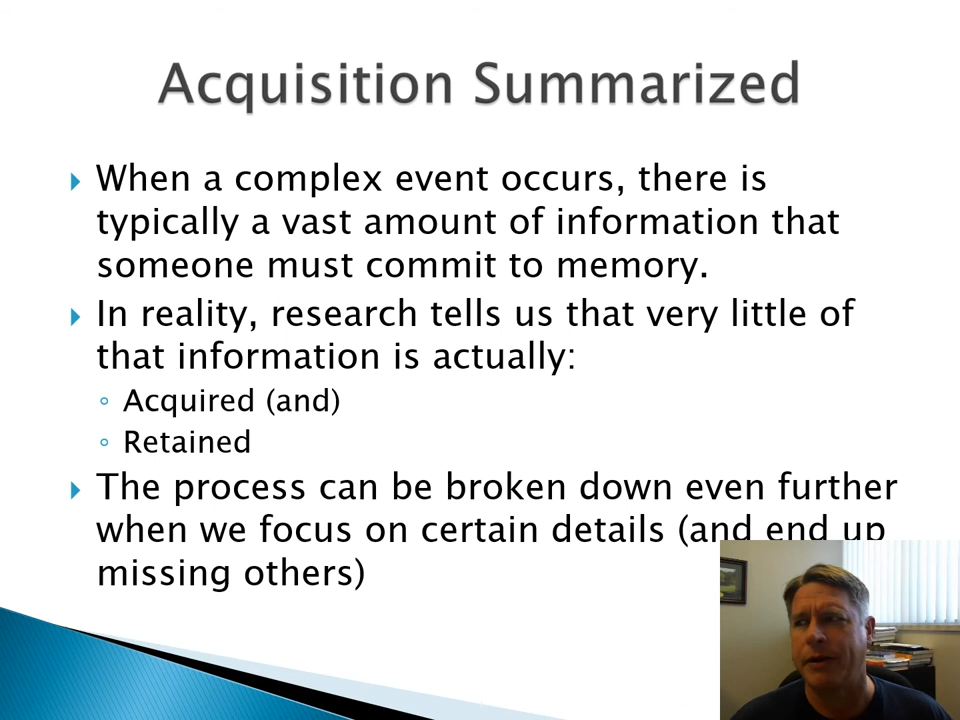 Acquisition Summarized
When a complex event occurs, there is
typically a vast amount of information that
someone must commit to memory.
In reality, research tells us that very little of
that information is actually:
Acquired (and)
Retained
The process can be broken down even further
when we focus on certain details (and end up
missing others)